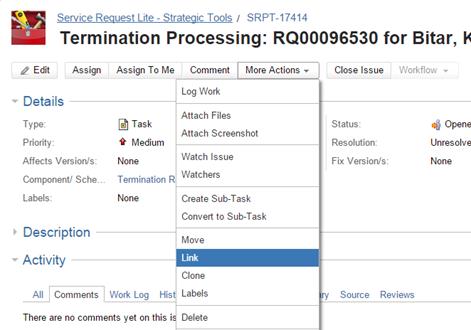 Service Request Lite - Strategic Tools / SRPT-17414
Termination Processing: RQ00096530 for Bitar, K
Edit Assign Assign To Me Comment More Actions Close Issue Workflow
Details
Type: Task Status: Opene
Priority: Medium Resolution: Unresolve
Affects Version/s: None Fix Version/s: None
Component/ Sche... Termination R
Labels: None
Description
Activity
All Comments Work Log Source Reviews
There are no comments yet on this is
Log Work
Attach Files
Attach Screenshot
Watch Issue
Watchers
Create Sub-Task
Convert to Sub-Task
Move
Link
Clone
Labels
Delete